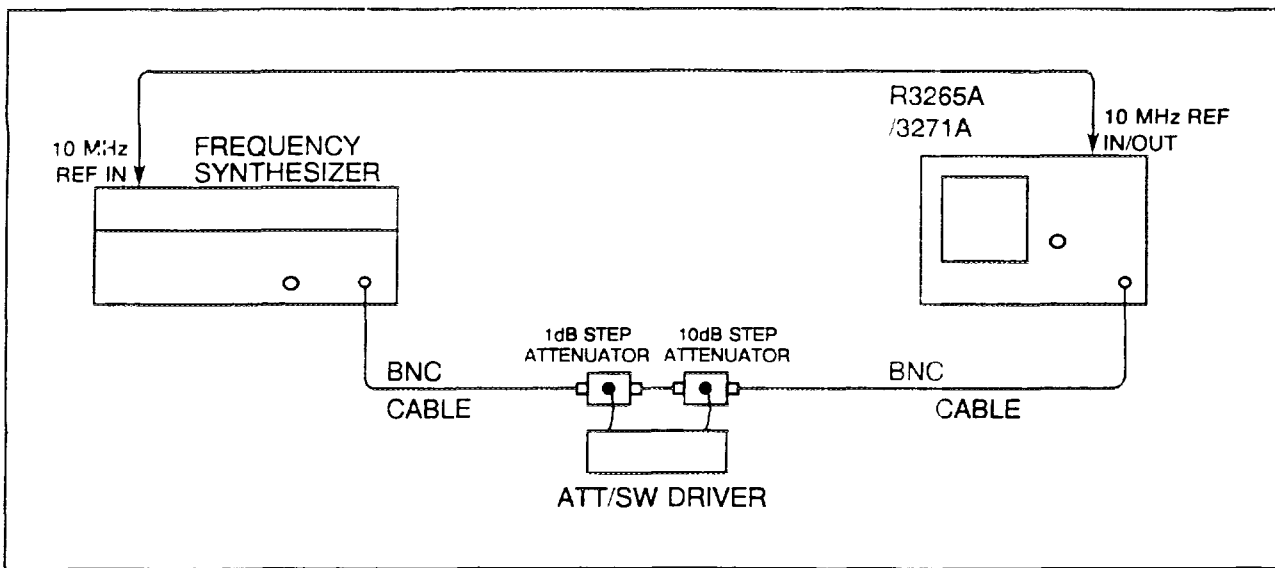 R3265A
/3271A
10 MHz REF
IN/OUT
10 MHz
REF IN
FREQUENCY
SYNTHESIZER
1dB STEP
ATTENUATOR
10dB STEP
ATTENUATOR
BNC
CABLE
BNC
CABLE
ATT/SW DRIVER